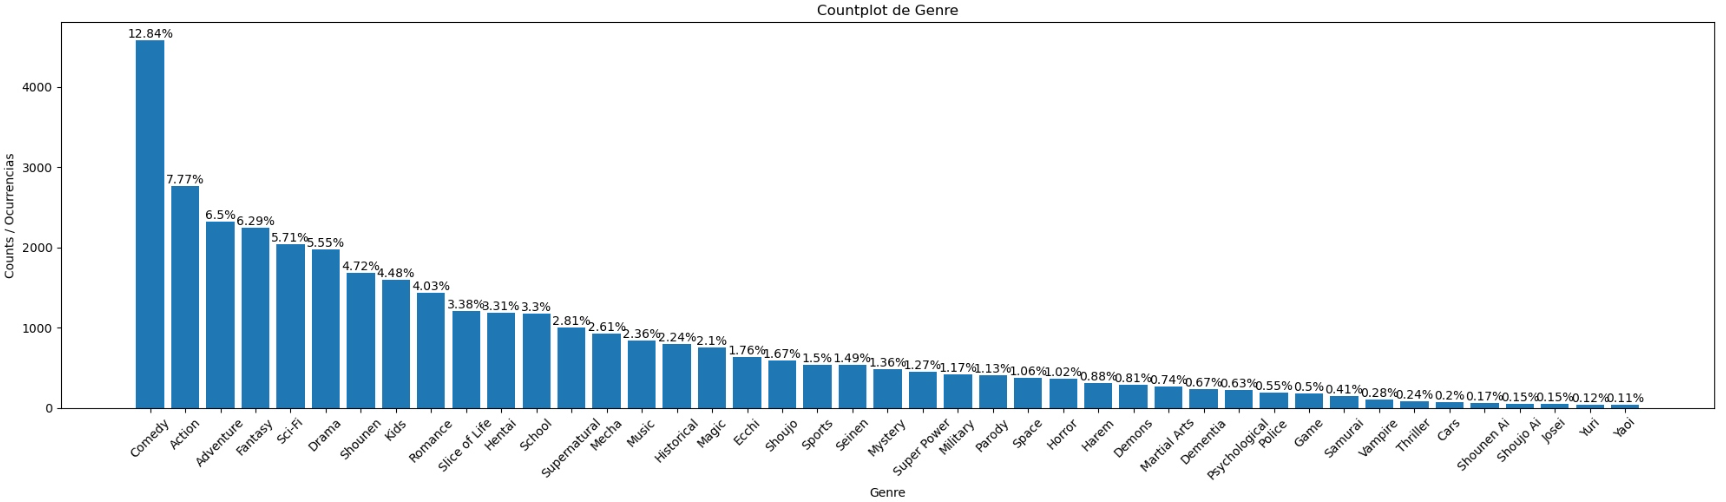 Countplot de Genre
Counts / Ocurrencias
4000
3000
2000
1000
0
12.84%
7.77%
6.5%
6.29%
5.71%
5.55%
4.72%
4.48%
4.03%
3.38%
3.31%
3.3%
2.81%
2.61%
2.36%
2.24%
2.1%
1.76%
1.67%
1.5%
1.49%
1.36%
1.27%
1.17%
1.13%
1.06%
1.02%
0.88%
0.81%
0.74%
0.67%
0.63%
0.55%
0.5%
0.41%
0.28%
0.24%
0.2%
0.17%
0.15%
0.15%
0.12%
0.11%
Comedy
Action
Adventure
Fantasy
Sci-Fi
Drama
Shounen
Kids
Romance
Slice of Life
Hentai
School
Supernatural
Mecha
Music
Historical
Magic
Ecchi
Shoujo
Sports
Seinen
Mystery
Super Power
Military
Parody
Space
Horror
Harem
Demons
Martial Arts
Dementia
Psychological
Police
Game
Samurai
Vampire
Thriller
Cars
Shounen Ai
Shoujo Ai
Josei
Yuri
Yaoi
Genre